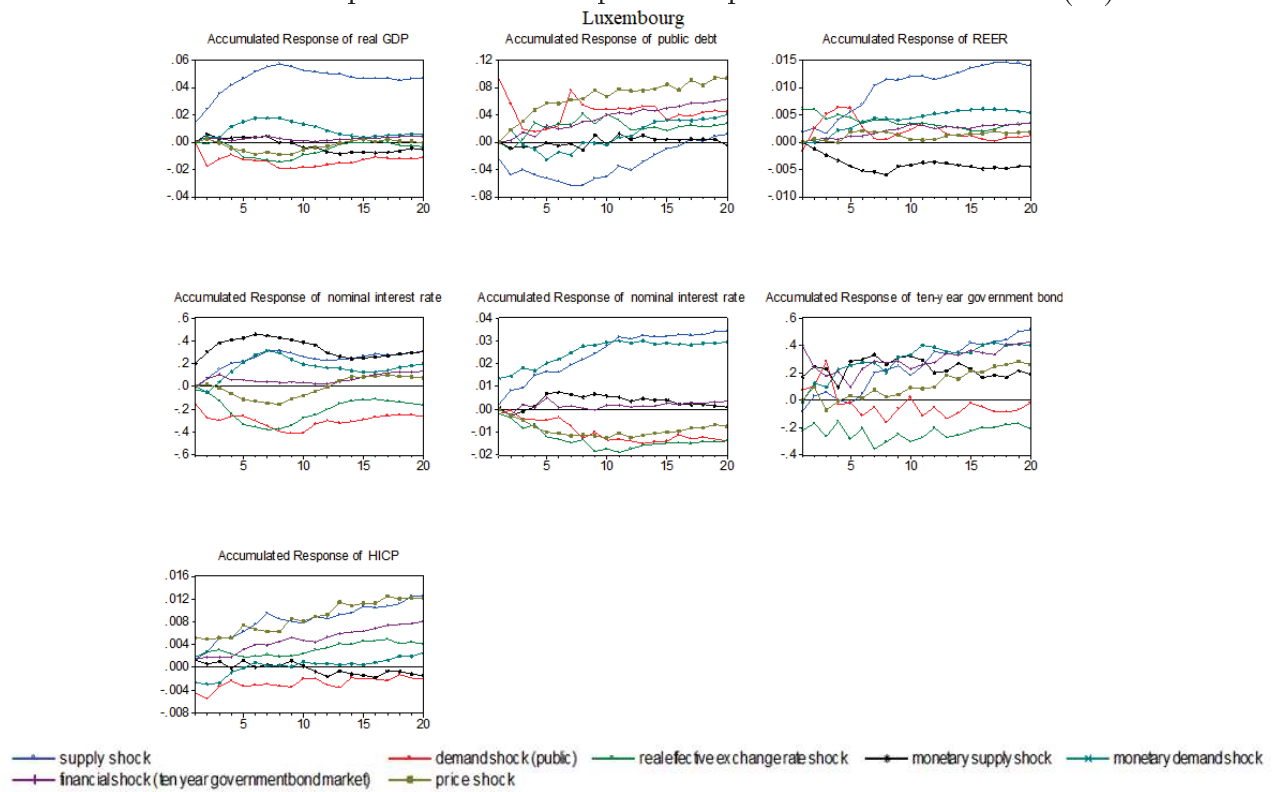 Luxembourg
Accumulated Response of real GDP
.06
.04
.02
.00
-.02
-.04
5 10 15 20
Accumulated Response of public debt
.12
.08
.04
.00
-.04
-.08
5 10 15 20
Accumulated Response of REER
.015
.010
.005
.000
-.005
-.010
5 10 15 20
Accumulated Response of nominal interest rate
.6
.4
.2
.0
-.2
-.4
-.6
5 10 15 20
Accumulated Response of nominal interest rate
.04
.03
.02
.01
.00
-.01
-.02
5 10 15 20
Accumulated Response of ten-year government bond
.6
.4
.2
.0
-.2
-.4
5 10 15 20
Accumulated Response of HICP
.016
.012
.008
.004
.000
-.004
-.008
5 10 15 20
supply shock demand shock (public) real effective exchange rate shock monetary supply shock monetary demand shock
financial shock (ten year government bond market) price shock